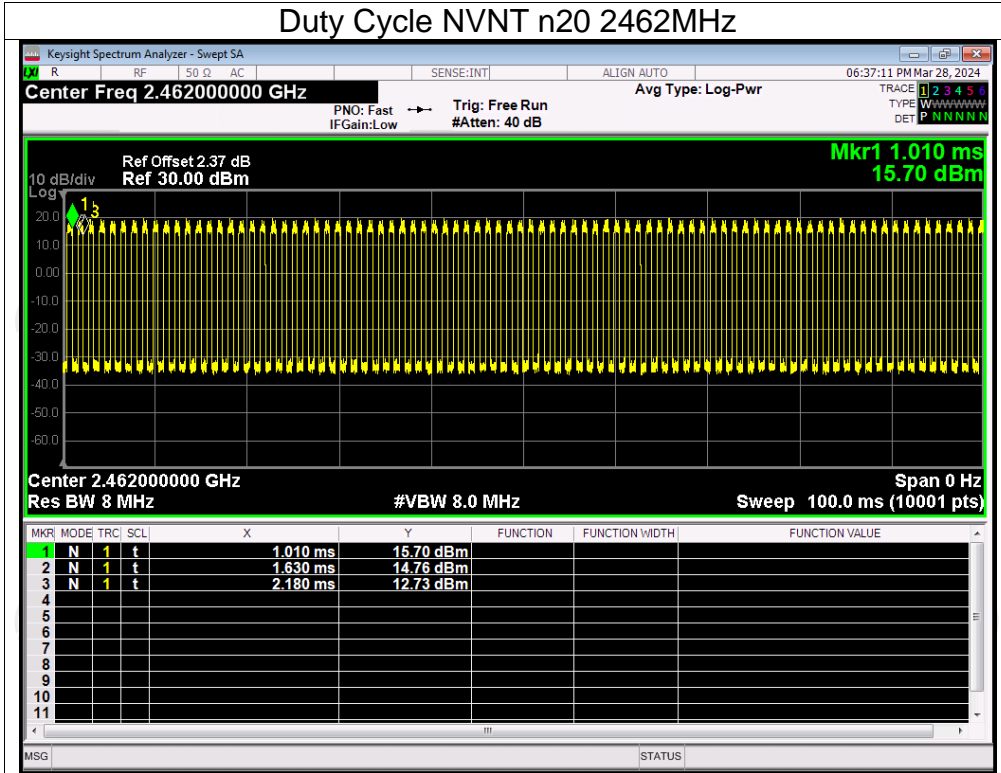 Duty Cycle NVNT n20 2462MHz
Keysight Spectrum Analyzer - Swept SA
LXI R RF 50 Ω AC SENSE:INT ALIGN AUTO 06:37:11 PM Mar 28, 2024
Center Freq 2.462000000 GHz Avg Type: Log-Pwr TRACE 1 2 3 4 5 6
PNO: Fast Trig: Free Run TYPE WWWWWWW
IFGain:Low #Atten: 40 dB DET P N N N N N
Mkr1 1.010 ms
15.70 dBm
Ref Offset 2.37 dB
10 dB/div Ref 30.00 dBm
Log
1 3
20.0
10.0
0.00
-10.0
-20.0
-30.0
-40.0
-50.0
-60.0
Center 2.462000000 GHz Span 0 Hz
Res BW 8 MHz #VBW 8.0 MHz Sweep 100.0 ms (10001 pts)
MKR MODE TRC SCL X Y FUNCTION FUNCTION WIDTH FUNCTION VALUE
1 N 1 t 1.010 ms 15.70 dBm
2 N 1 t 1.630 ms 14.76 dBm
3 N 1 t 2.180 ms 12.73 dBm
4
5
6
7
8
9
10
11
MSG STATUS